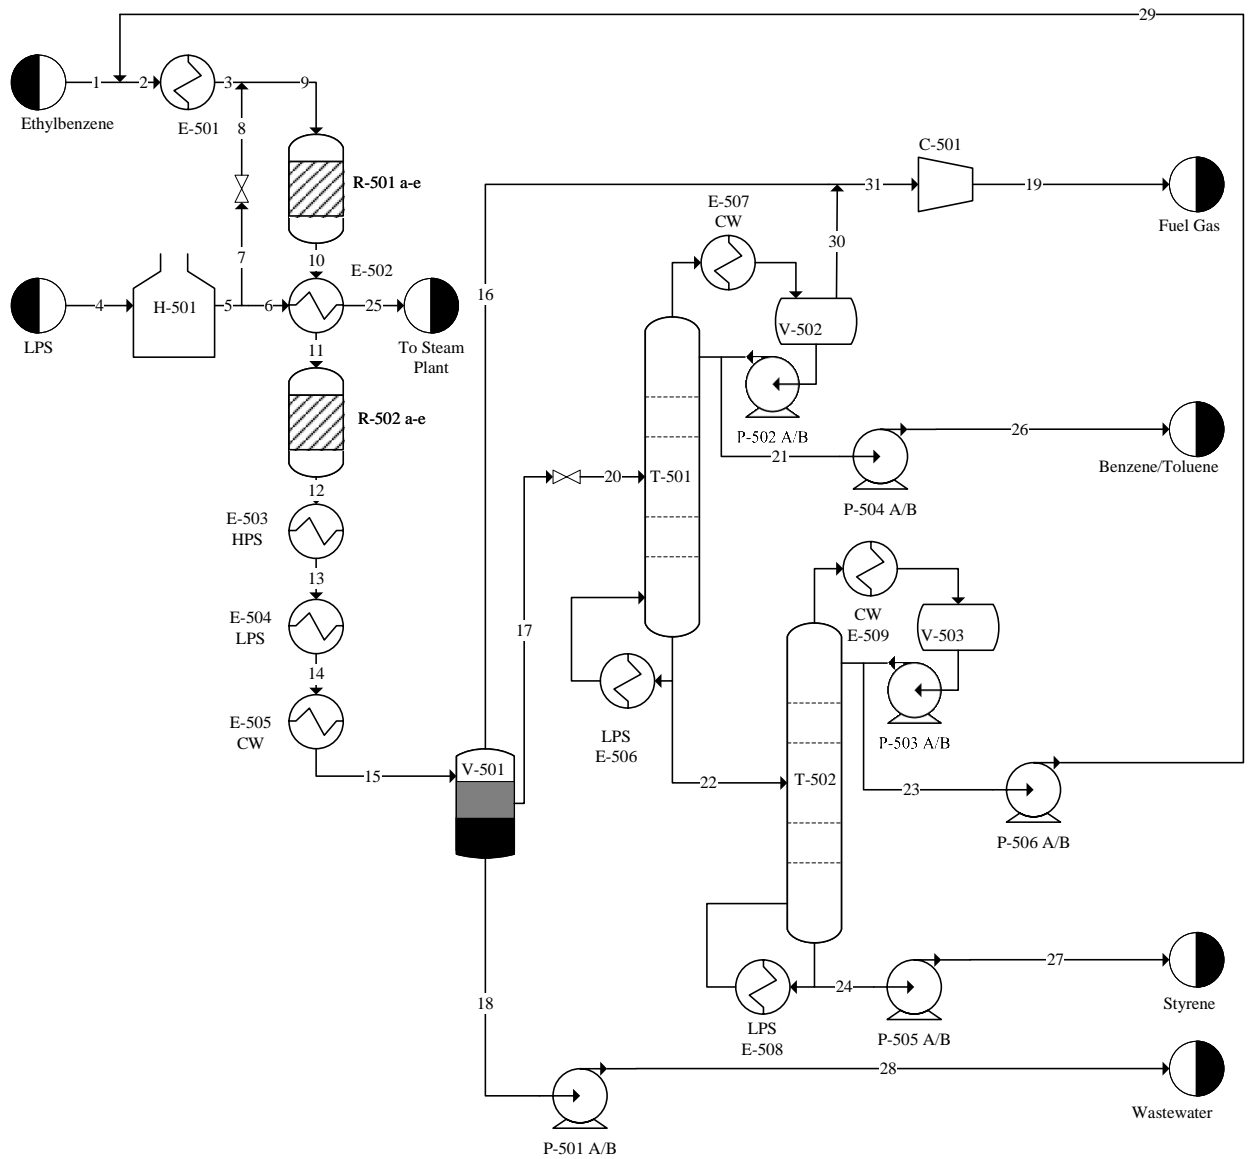 29
1
2
3
9
Ethylbenzene
E-501
8
C-501
R-501 a-e
31
19
E-507
CW
Fuel Gas
30
7
10
E-502
16
4
H-501
5
6
25
V-502
LPS
To Steam
Plant
11
R-502 a-e
P-502 A/B
26
21
Benzene/Toluene
T-501
20
12
P-504 A/B
E-503
HPS
13
E-504
LPS
CW
E-509
V-503
17
14
E-505
CW
LPS
E-506
P-503 A/B
V-501
15
22
T-502
23
P-506 A/B
27
24
Styrene
18
LPS
E-508
P-505 A/B
28
Wastewater
P-501 A/B